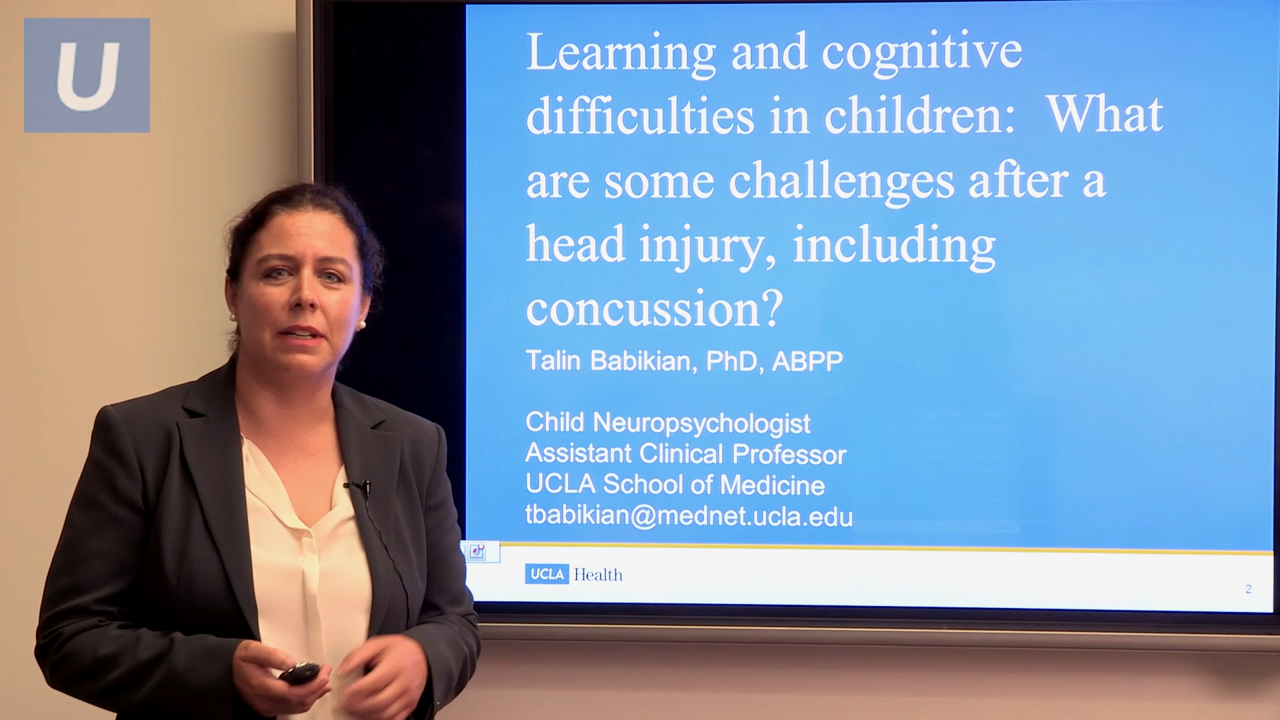 U
Learning and cognitive
difficulties in children: What
are some challenges after a
head injury, including
concussion?
Talin Babikian, PhD, ABPP
Child Neuropsychologist
Assistant Clinical Professor
UCLA School of Medicine
tbabikian@mednet.ucla.edu
UCLA Health
2